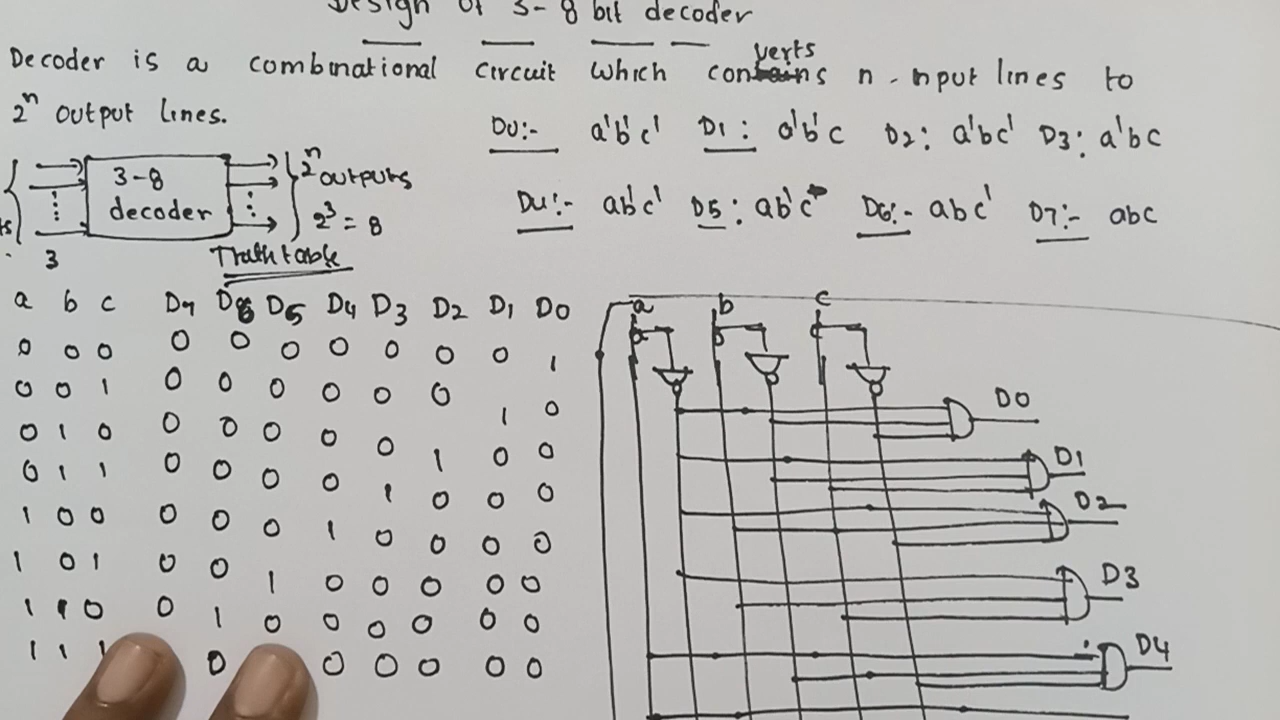 Design of 3-8 bit decoder
Decoder is a combinational circuit which converts n-input lines to
2ⁿ output lines.
D0:- a'b'c' D1: a'b'c D2: a'bc' D3: a'bc
D4:- ab'c' D5: ab'c D6:- abc' D7:- abc
3-8
decoder
2ⁿ outputs
2³ = 8
3
Truth table
a b c D7 D6 D5 D4 D3 D2 D1 D0
0 0 0 0 0 0 0 0 0 0 1
0 0 1 0 0 0 0 0 0 1 0
0 1 0 0 0 0 0 0 1 0 0
0 1 1 0 0 0 0 1 0 0 0
1 0 0 0 0 0 1 0 0 0 0
1 0 1 0 0 1 0 0 0 0 0
1 1 0 0 1 0 0 0 0 0 0
1 1 1 0 0 0 0 0 0
a b c
D0
D1
D2
D3
D4